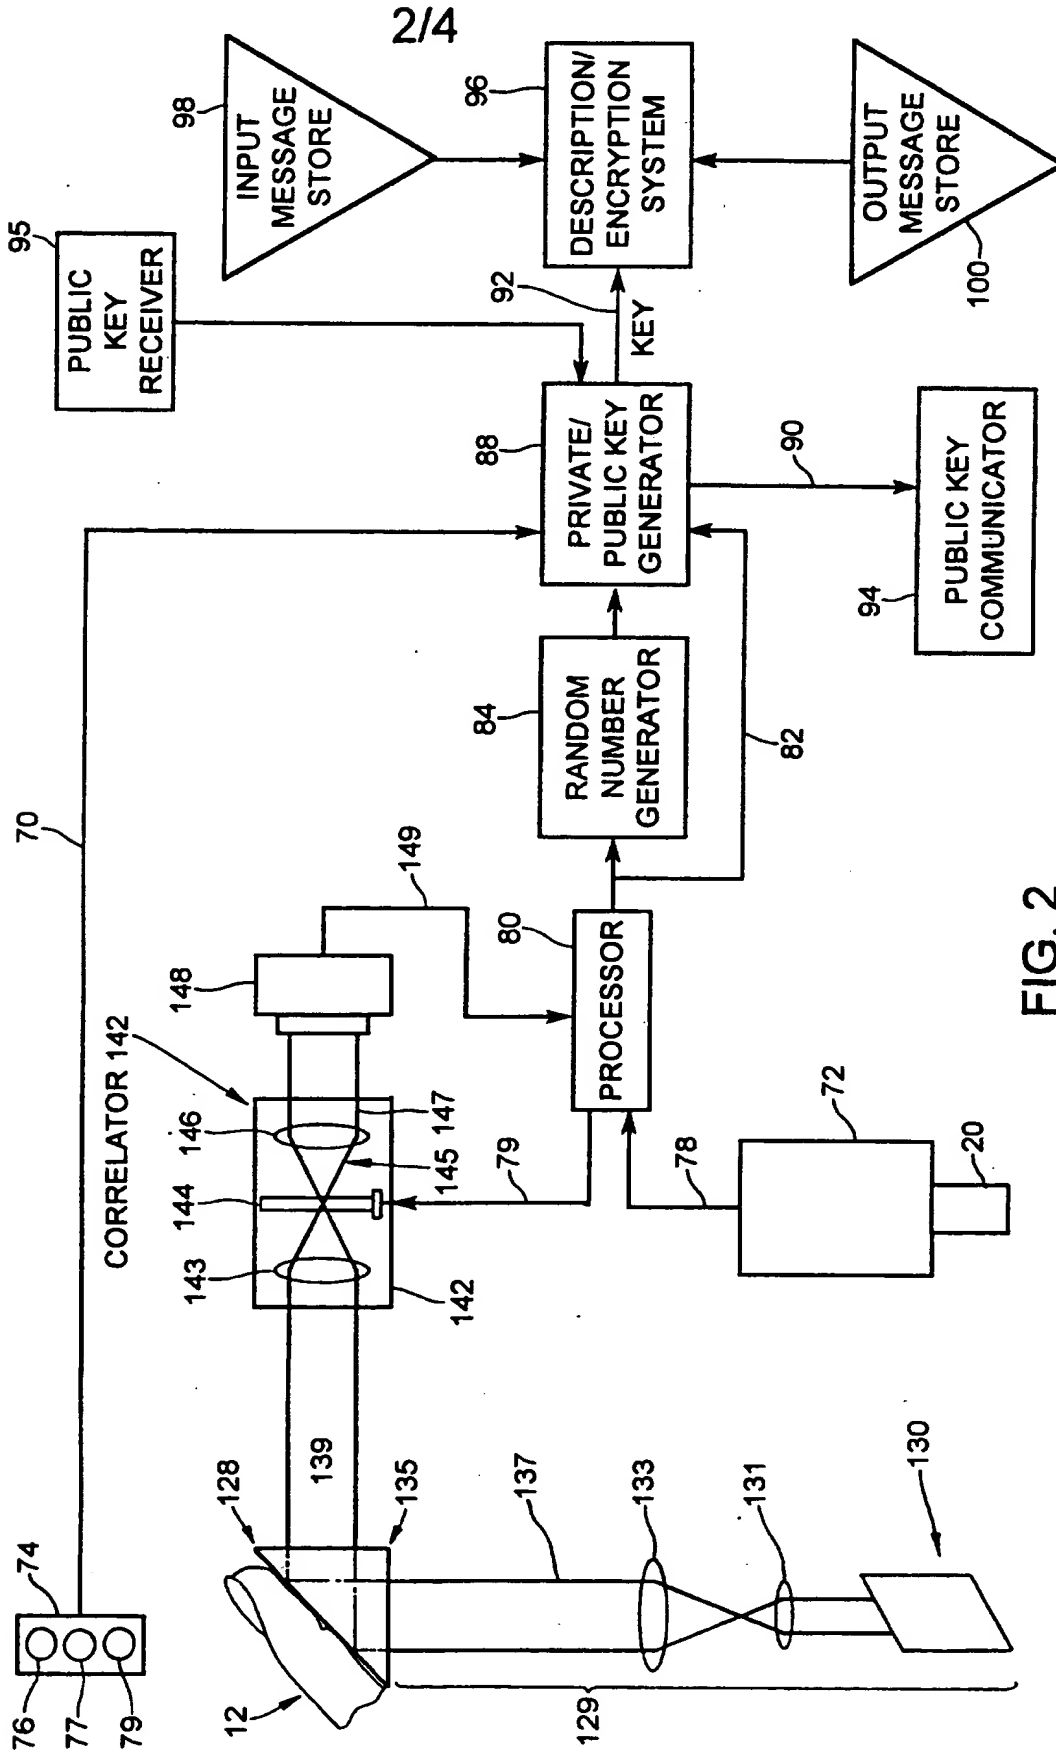 2/4
95
PUBLIC
KEY
RECEIVER
98
INPUT
MESSAGE
STORE
96
DESCRIPTION/
ENCRYPTION
SYSTEM
OUTPUT
MESSAGE
STORE
100
92
KEY
88
PRIVATE/
PUBLIC KEY
GENERATOR
90
94
PUBLIC KEY
COMMUNICATOR
70
84
RANDOM
NUMBER
GENERATOR
82
149
80
PROCESSOR
148
CORRELATOR 142
146
144
143
147
145
142
79
78
72
20
74
76
77
79
128
139
135
12
137
133
131
130
129
FIG. 2